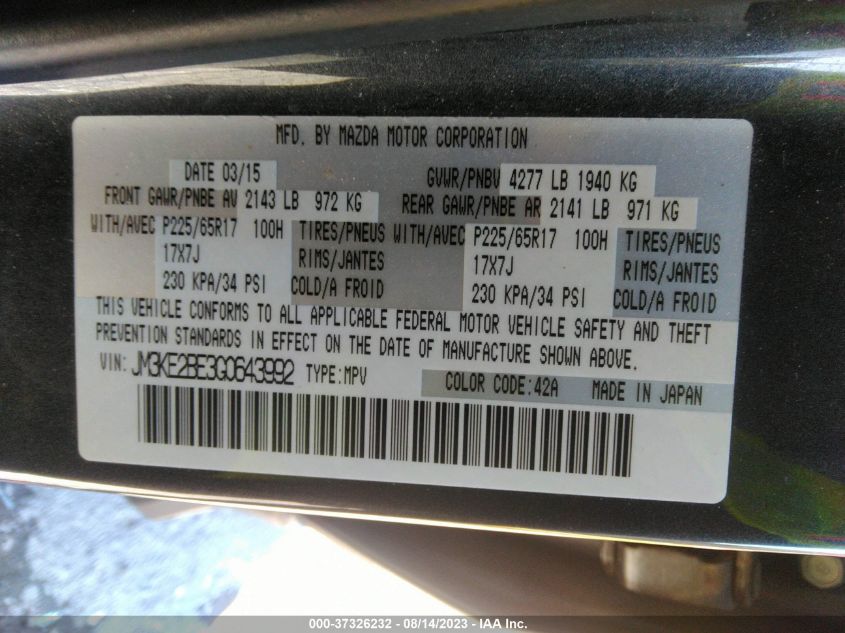 MFD. BY MAZDA MOTOR CORPORATION
DATE 03/15 GVWR/PNBV 4277 LB 1940 KG
FRONT GAWR/PNBE AV 2143 LB 972 KG REAR GAWR/PNBE AR 2141 LB 971 KG
WITH/AVEC P225/65R17 100H TIRES/PNEUS WITH/AVEC P225/65R17 100H TIRES/PNEUS
17X7J RIMS/JANTES 17X7J RIMS/JANTES
230 KPA/34 PSI COLD/A FROID 230 KPA/34 PSI COLD/A FROID
THIS VEHICLE CONFORMS TO ALL APPLICABLE FEDERAL MOTOR VEHICLE SAFETY AND THEFT
PREVENTION STANDARDS IN EFFECT ON THE DATE OF MANUFACTURE SHOWN ABOVE.
VIN: JM3KE2BE3G0643992 TYPE:MPV COLOR CODE:42A MADE IN JAPAN
000-37326232 - 08/14/2023 - IAA Inc.